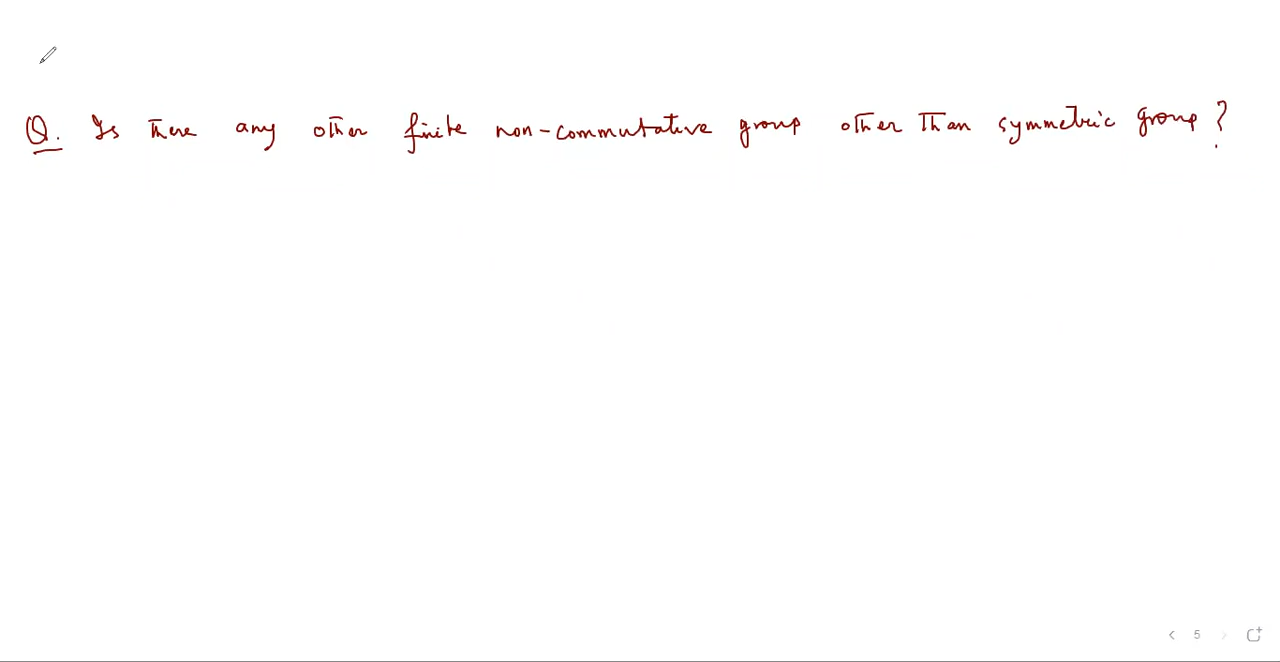 Q. Is there any other finite non-commutative group other than symmetric group?
5